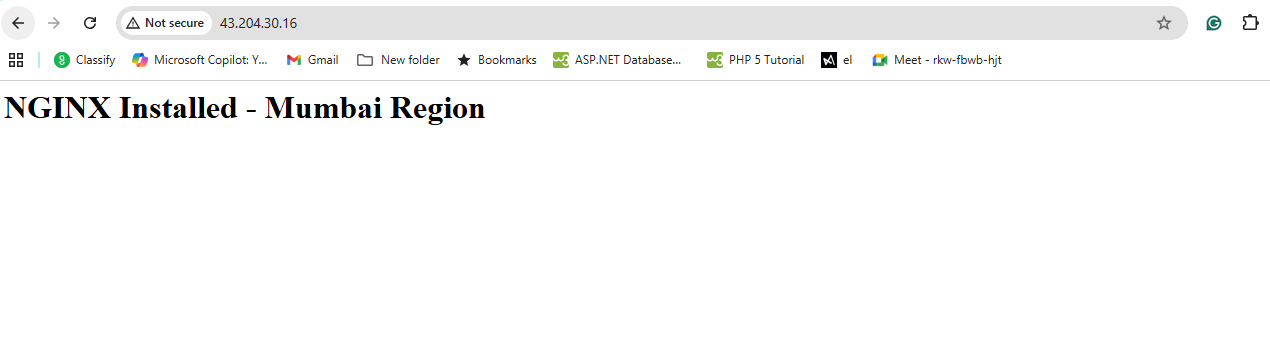 Not secure 43.204.30.16
Classify Microsoft Copilot: Y... Gmail New folder Bookmarks ASP.NET Database... PHP 5 Tutorial el Meet - rkw-fbwb-hjt
NGINX Installed - Mumbai Region